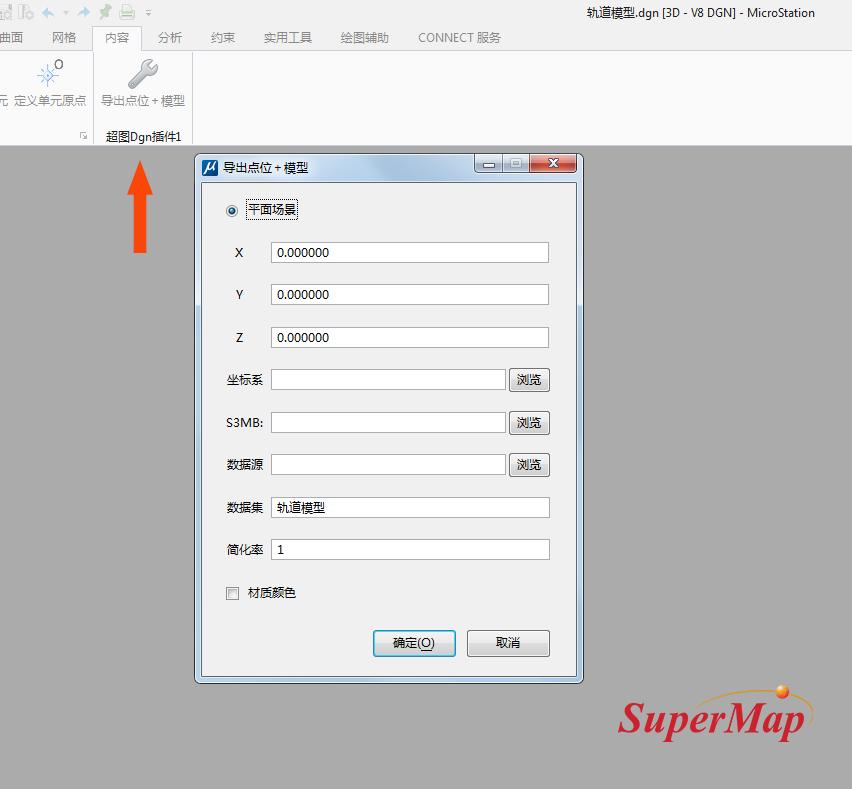 轨道模型.dgn [3D - V8 DGN] - MicroStation
曲面 网格 内容 分析 约束 实用工具 绘图辅助 CONNECT 服务
元 定义单元原点 导出点位+模型
超图Dgn插件1
导出点位+模型
平面场景
X 0.000000
Y 0.000000
Z 0.000000
坐标系 浏览
S3MB: 浏览
数据源 浏览
数据集 轨道模型
简化率 1
材质颜色
确定(O) 取消
SuperMap